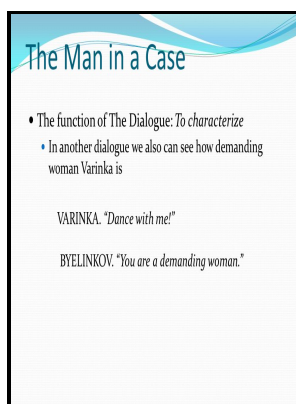 The Man in a Case
• The function of The Dialogue: To characterize
• In another dialogue we also can see how demanding
woman Varinka is
VARINKA. “Dance with me!”
BYELINKOV. “You are a demanding woman.”